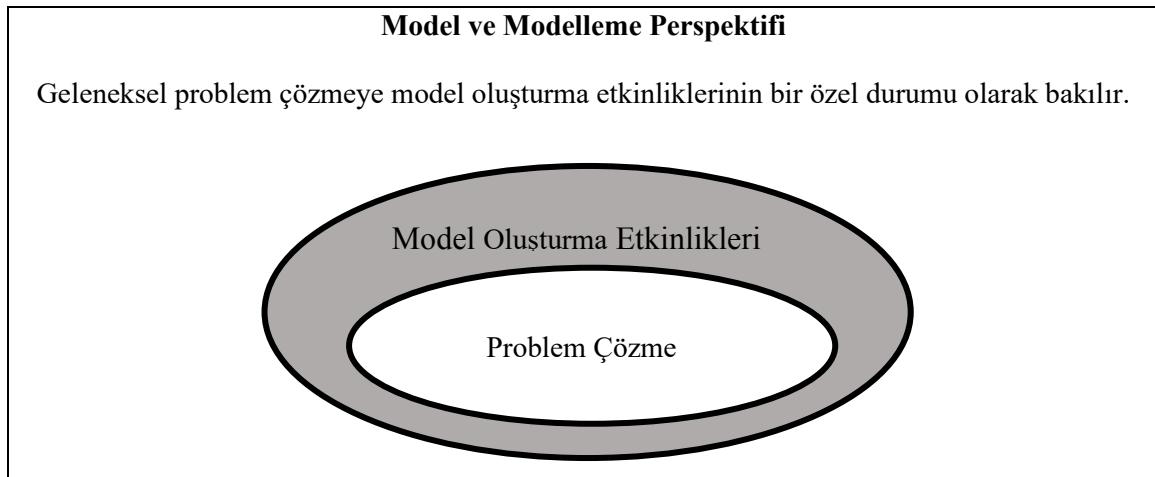 Model ve Modelleme Perspektifi
Geleneksel problem çözmeye model oluşturma etkinliklerinin bir özel durumu olarak bakılır.
Model Oluşturma Etkinlikleri
Problem Çözme